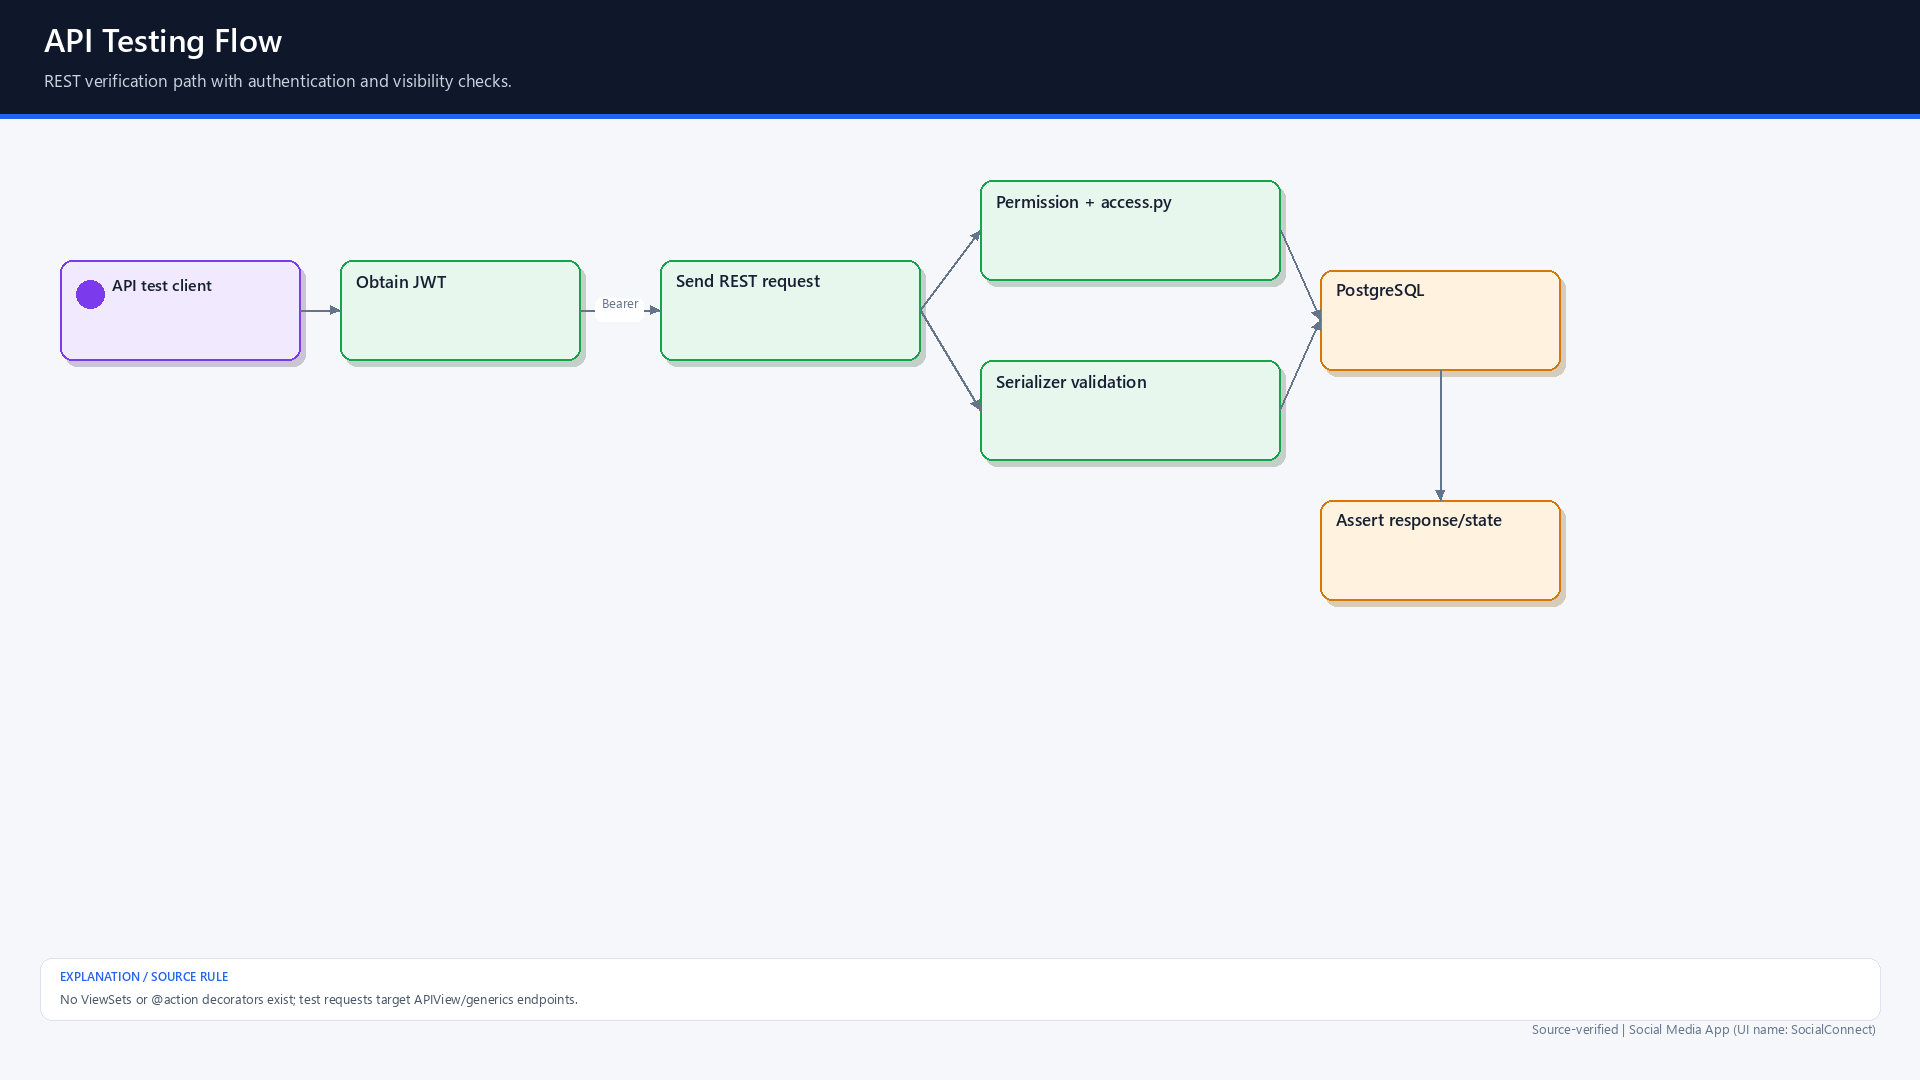 API Testing Flow
REST verification path with authentication and visibility checks.
API test client
Obtain JWT
Bearer
Send REST request
Permission + access.py
Serializer validation
PostgreSQL
Assert response/state
EXPLANATION / SOURCE RULE
No ViewSets or @action decorators exist; test requests target APIView/generics endpoints.
Source-verified | Social Media App (UI name: SocialConnect)